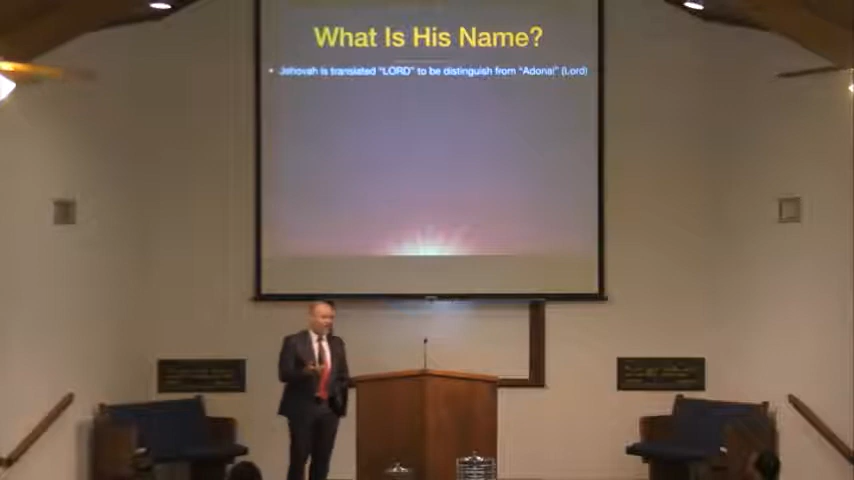 What Is His Name?
• Jehovah is translated “LORD” to be distinguish from “Adonai” (Lord)